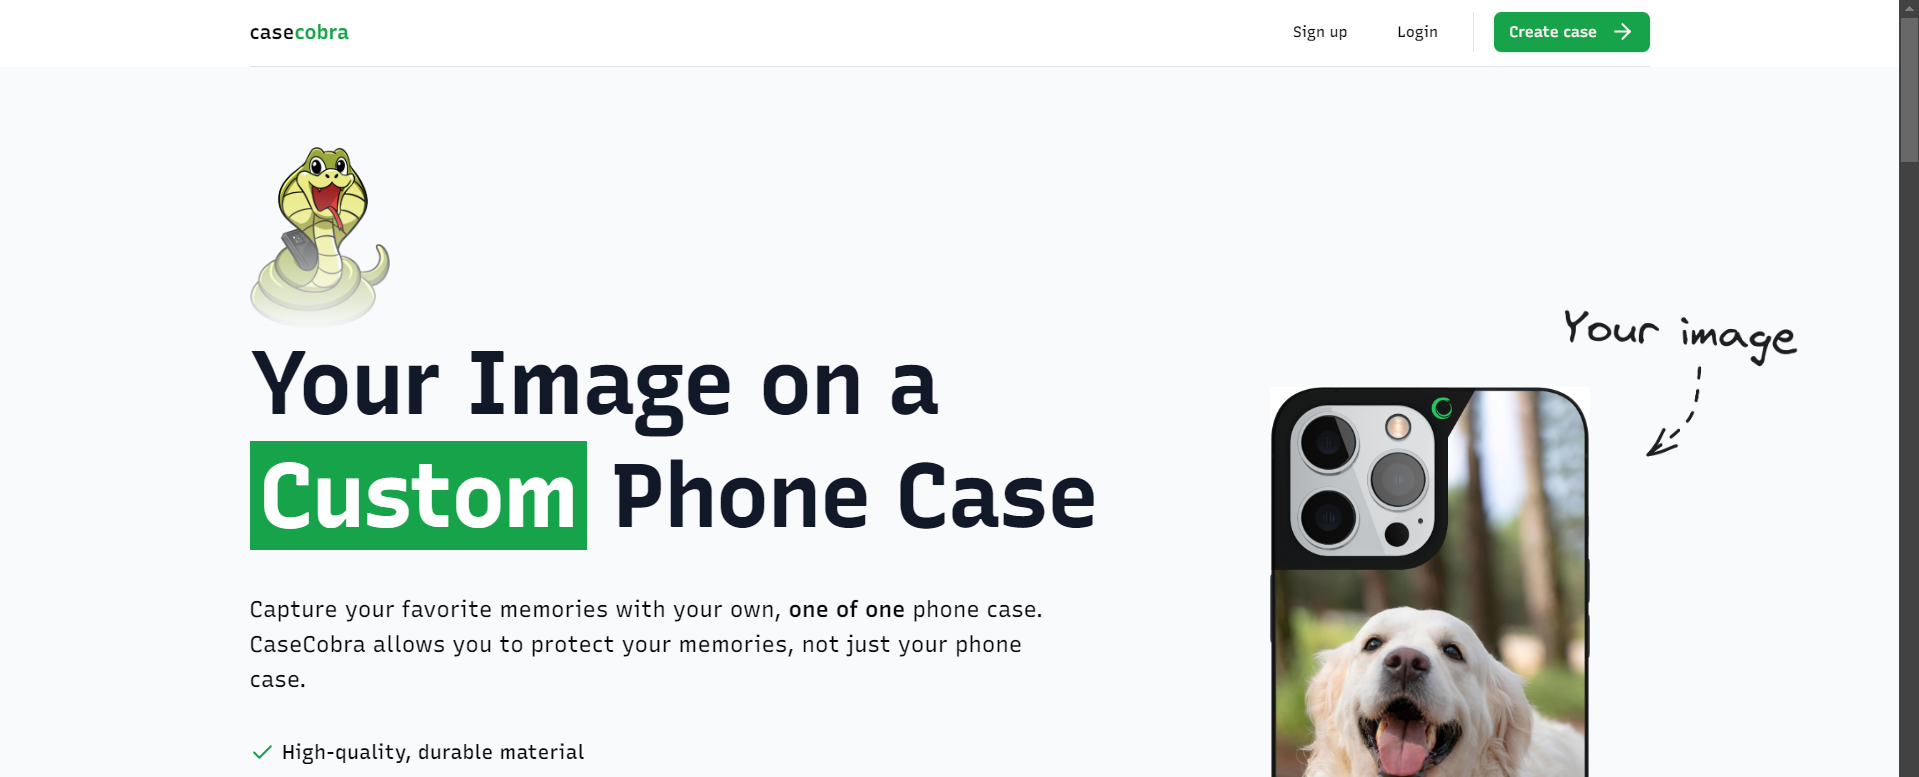 casecobra
Sign up
Login
Create case
Your image
Your Image on a
Custom Phone Case
Capture your favorite memories with your own, one of one phone case.
CaseCobra allows you to protect your memories, not just your phone
case.
High-quality, durable material